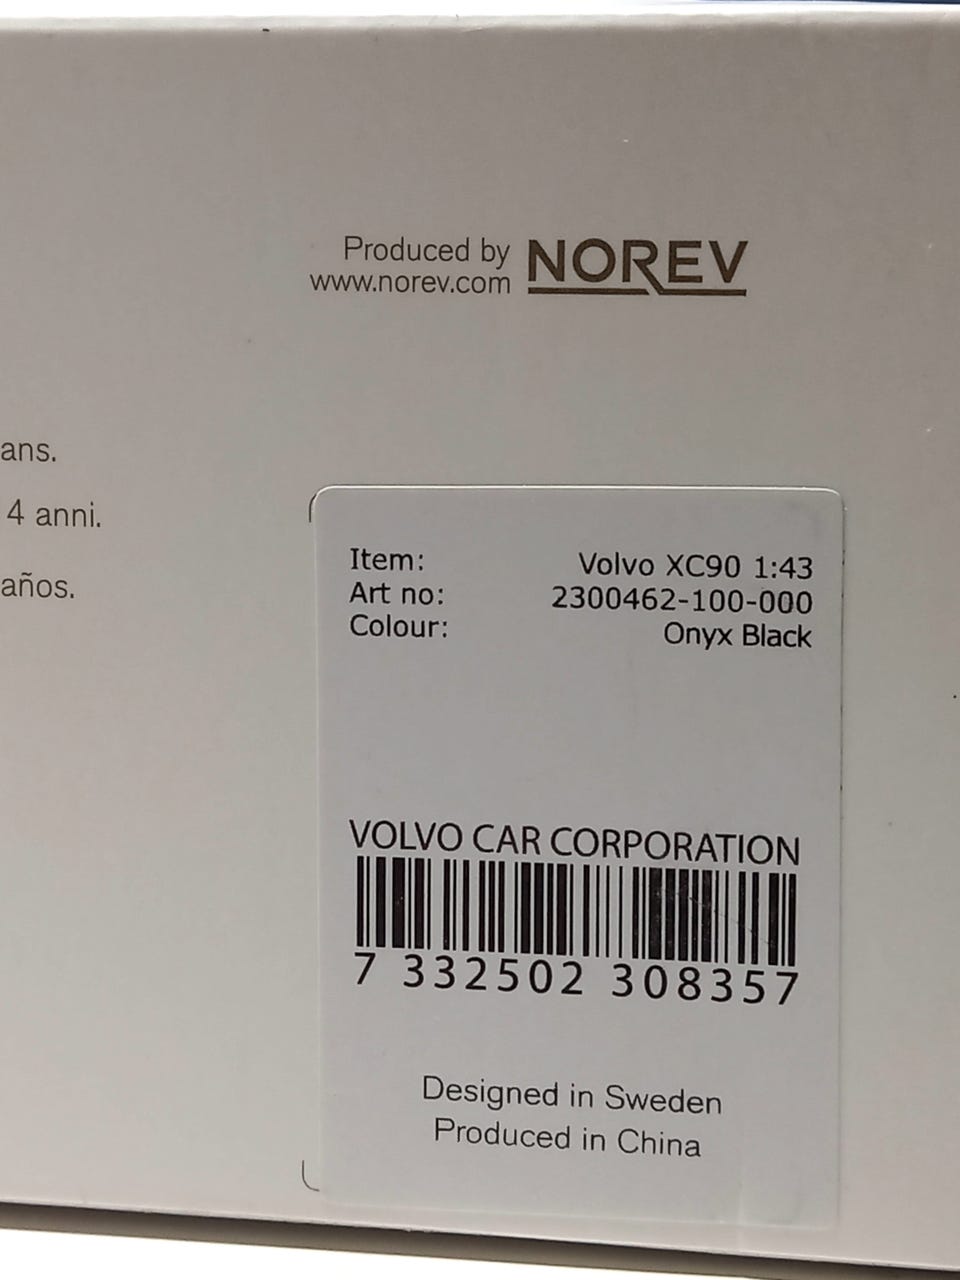 Produced by NOREV
www.norev.com
ans.
4 anni.
años.
Item: Volvo XC90 1:43
Art no: 2300462-100-000
Colour: Onyx Black
VOLVO CAR CORPORATION
7 332502 308357
Designed in Sweden
Produced in China